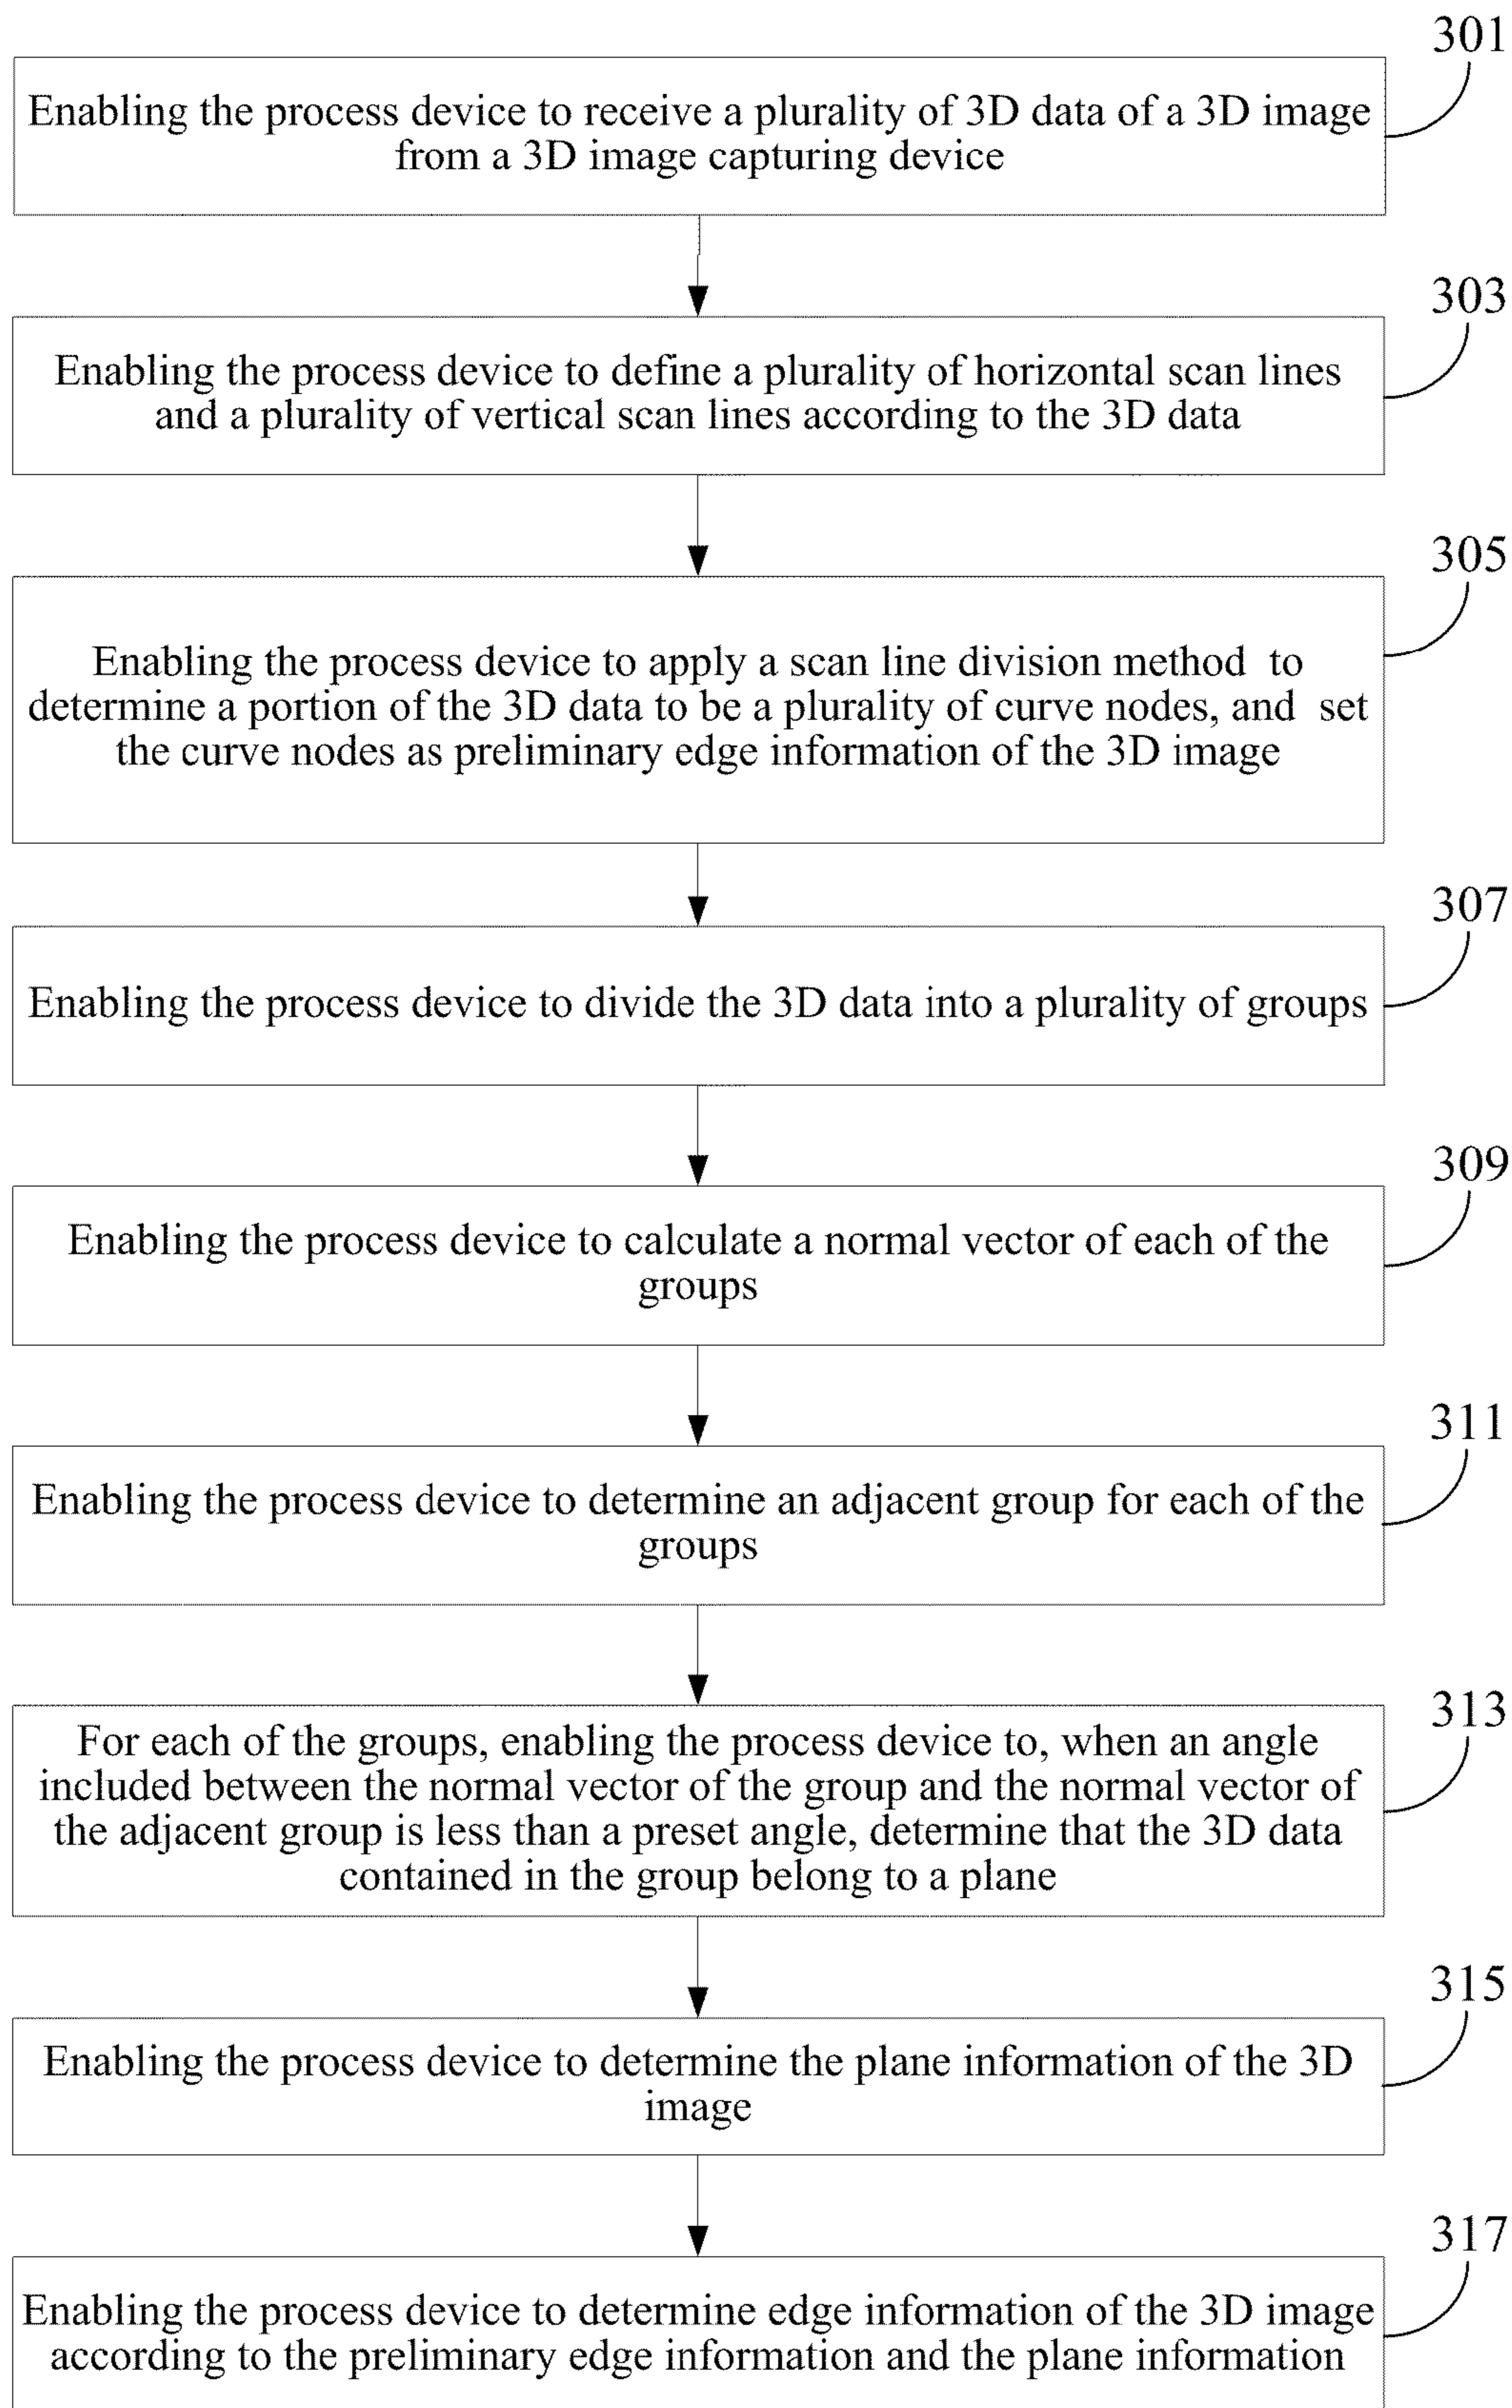 301
Enabling the process device to receive a plurality of 3D data of a 3D image
from a 3D image capturing device
303
Enabling the process device to define a plurality of horizontal scan lines
and a plurality of vertical scan lines according to the 3D data
305
Enabling the process device to apply a scan line division method to
determine a portion of the 3D data to be a plurality of curve nodes, and set
the curve nodes as preliminary edge information of the 3D image
307
Enabling the process device to divide the 3D data into a plurality of groups
309
Enabling the process device to calculate a normal vector of each of the
groups
311
Enabling the process device to determine an adjacent group for each of the
groups
313
For each of the groups, enabling the process device to, when an angle
included between the normal vector of the group and the normal vector of
the adjacent group is less than a preset angle, determine that the 3D data
contained in the group belong to a plane
315
Enabling the process device to determine the plane information of the 3D
image
317
Enabling the process device to determine edge information of the 3D image
according to the preliminary edge information and the plane information